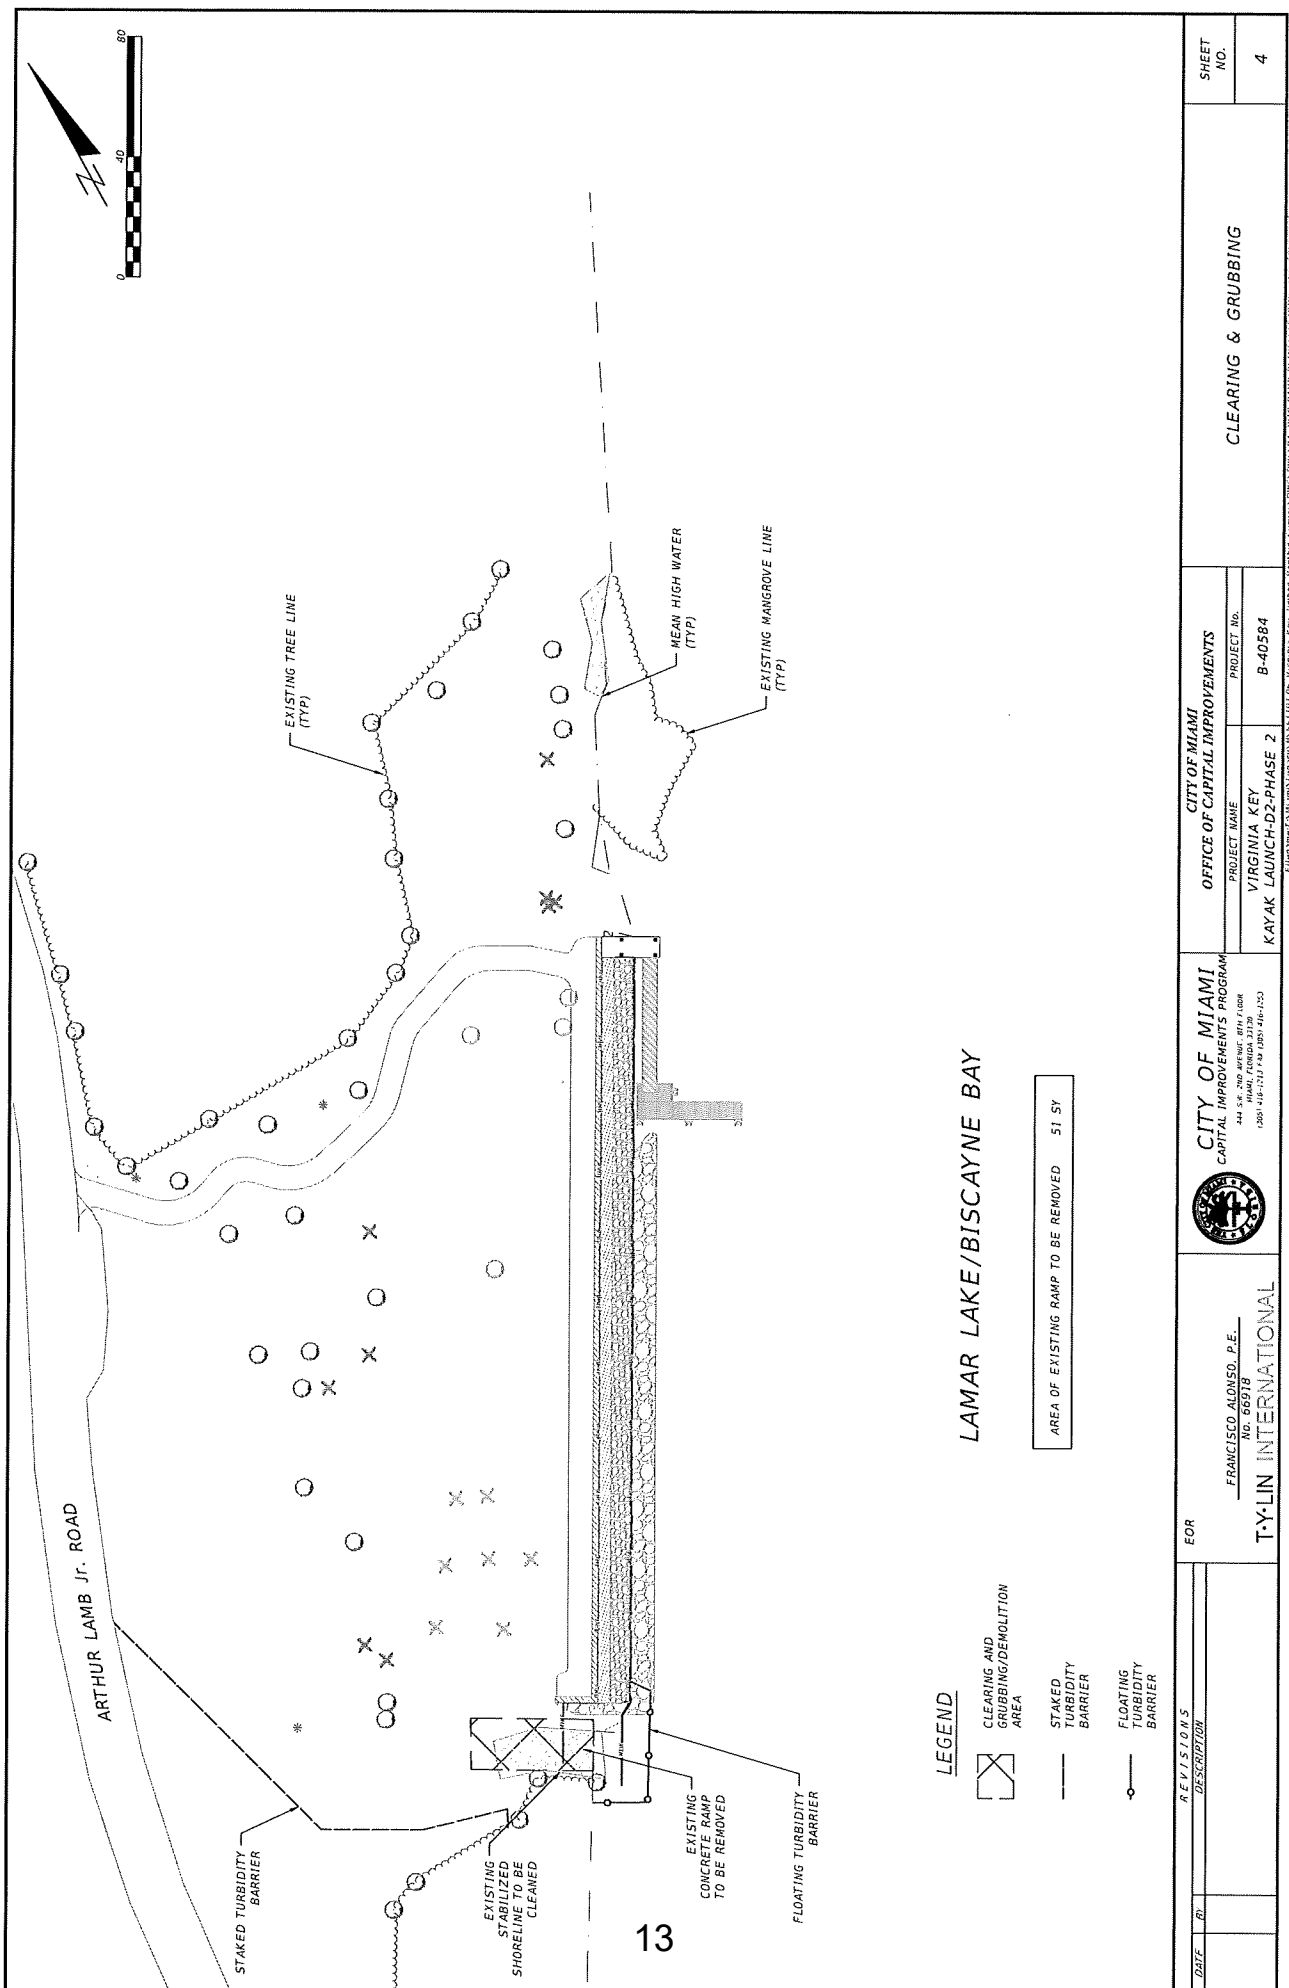 0 40 80
N
ARTHUR LAMB Jr. ROAD
EXISTING TREE LINE
(TYP)
MEAN HIGH WATER
(TYP)
EXISTING MANGROVE LINE
(TYP)
STAKED TURBIDITY
BARRIER
EXISTING
STABILIZED
SHORELINE TO BE
CLEANED
EXISTING
CONCRETE RAMP
TO BE REMOVED
FLOATING TURBIDITY
BARRIER
LAMAR LAKE/BISCAYNE BAY
AREA OF EXISTING RAMP TO BE REMOVED 51 SY
LEGEND
CLEARING AND
GRUBBING/DEMOLITION
AREA
STAKED
TURBIDITY
BARRIER
FLOATING
TURBIDITY
BARRIER
13
REVISIONS
DATE BY DESCRIPTION
EOR
FRANCISCO ALONSO, P.E.
No. 66918
T·Y·LIN INTERNATIONAL
CITY OF MIAMI
CAPITAL IMPROVEMENTS PROGRAM
444 S.W. 2ND AVENUE, 8TH FLOOR
MIAMI, FLORIDA 33130
CITY OF MIAMI
OFFICE OF CAPITAL IMPROVEMENTS
PROJECT NAME
VIRGINIA KEY
KAYAK LAUNCH-D2-PHASE 2
PROJECT No.
B-40584
CLEARING & GRUBBING
SHEET
NO.
4